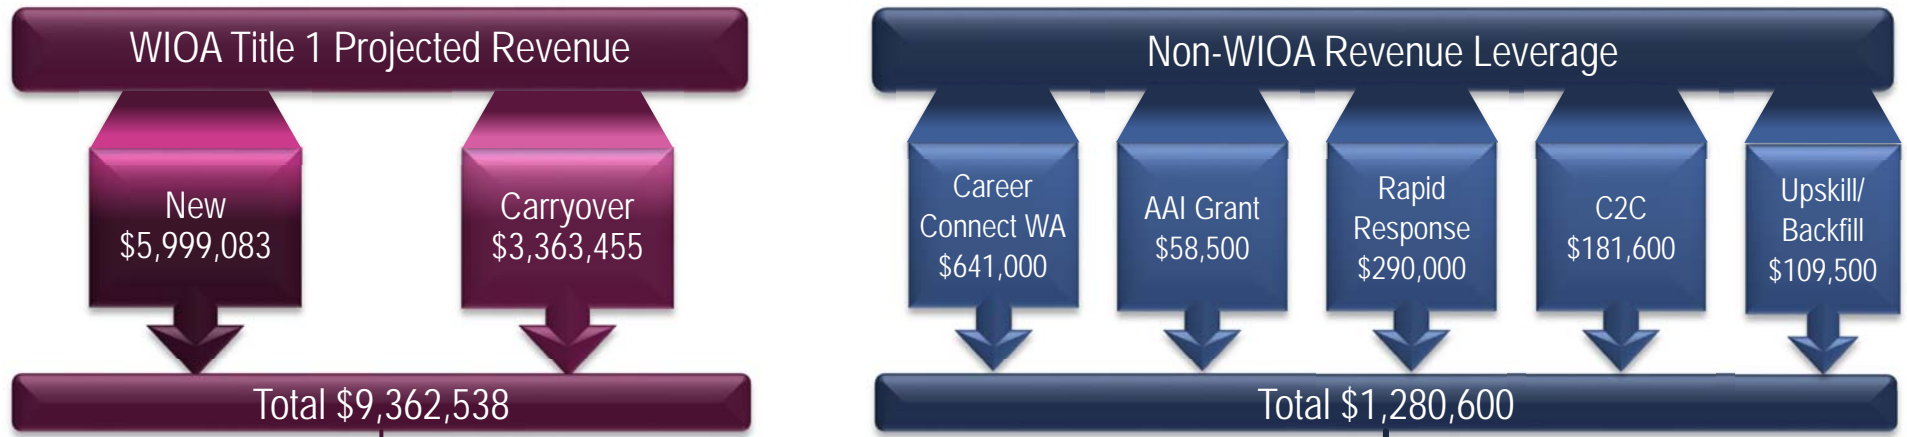 WIOA Title 1 Projected Revenue
New
$5,999,083
Carryover
$3,363,455
Total $9,362,538
Non-WIOA Revenue Leverage
Career
Connect WA
$641,000
AAI Grant
$58,500
Rapid
Response
$290,000
C2C
$181,600
Upskill/
Backfill
$109,500
Total $1,280,600